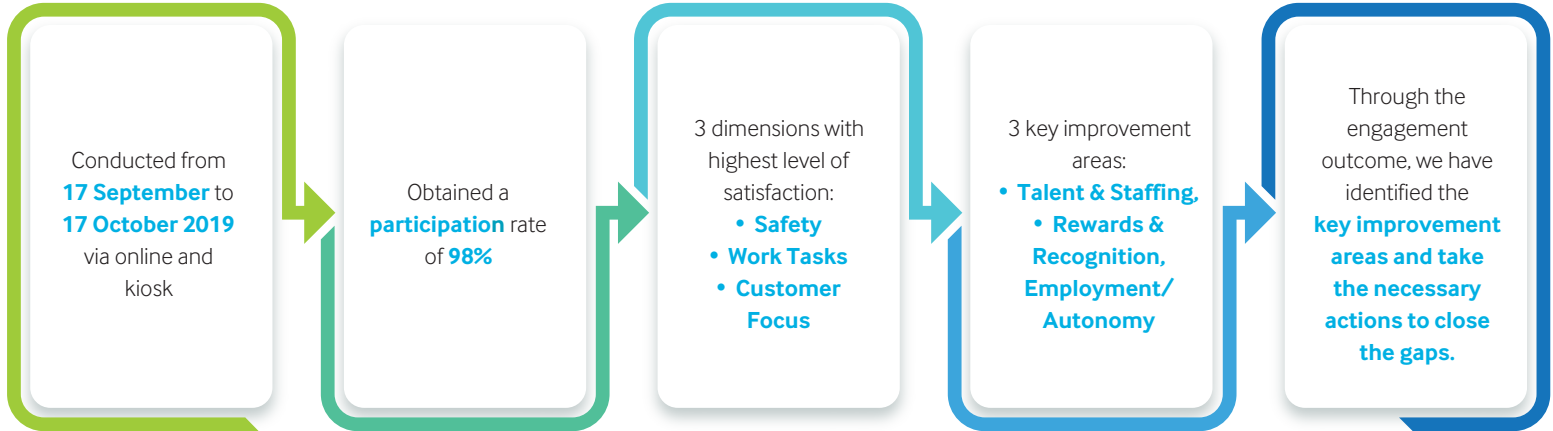 Conducted from
17 September to
17 October 2019
via online and
kiosk
Obtained a
participation rate
of 98%
3 dimensions with
highest level of
satisfaction:
• Safety
• Work Tasks
• Customer
Focus
3 key improvement
areas:
• Talent & Staffing,
• Rewards &
Recognition,
Employment/
Autonomy
Through the
engagement
outcome, we have
identified the
key improvement
areas and take
the necessary
actions to close
the gaps.